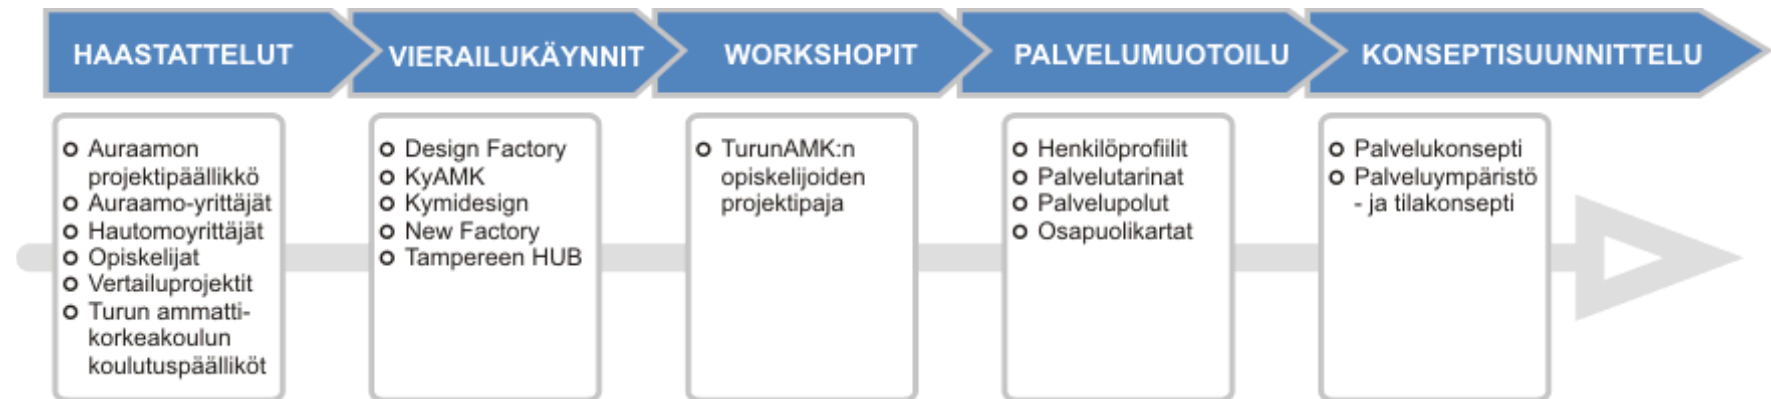 HAASTATTELUT
VIERAILUKÄYNNIT
WORKSHOPIT
PALVELUMUOTOILU
KONSEPTISUUNNITTELU
Auraamon
projektipäällikkö
Auraamo-yrittäjät
Hautomoyrittäjät
Opiskelijat
Vertailuprojektit
Turun ammatti-
korkeakoulun
koulutuspäälliköt
Design Factory
KyAMK
Kymidesign
New Factory
Tampereen HUB
TurunAMK:n
opiskelijoiden
projektipaja
Henkilöprofiilit
Palvelutarinat
Palvelupolut
Osapuolikartat
Palvelukonsepti
Palveluympäristö
- ja tilakonsepti